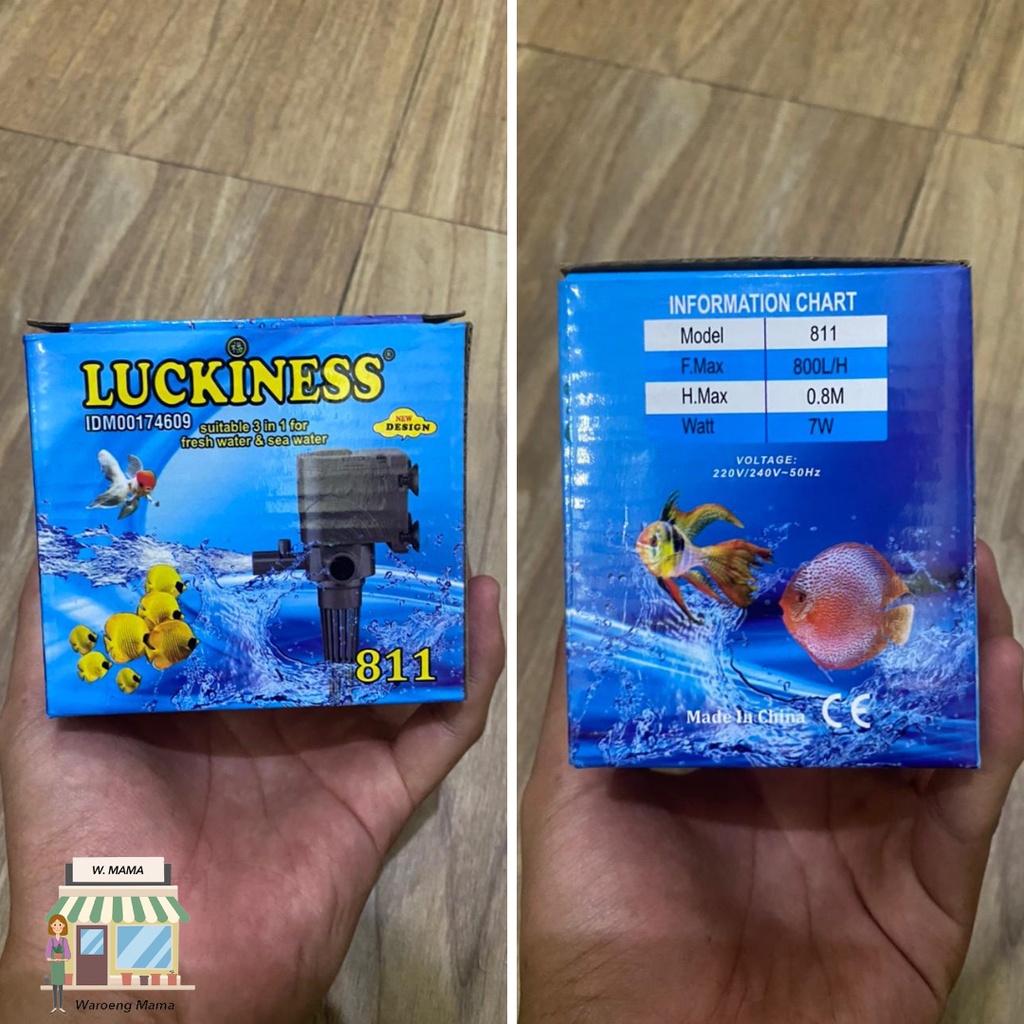 LUCKINESS®
IDM00174609
suitable 3 in 1 for
fresh water & sea water
NEW
DESIGN
811
W. MAMA
Waroeng Mama
INFORMATION CHART
Model 811
F.Max 800L/H
H.Max 0.8M
Watt 7W
VOLTAGE:
220V/240V~50Hz
Made In China CE